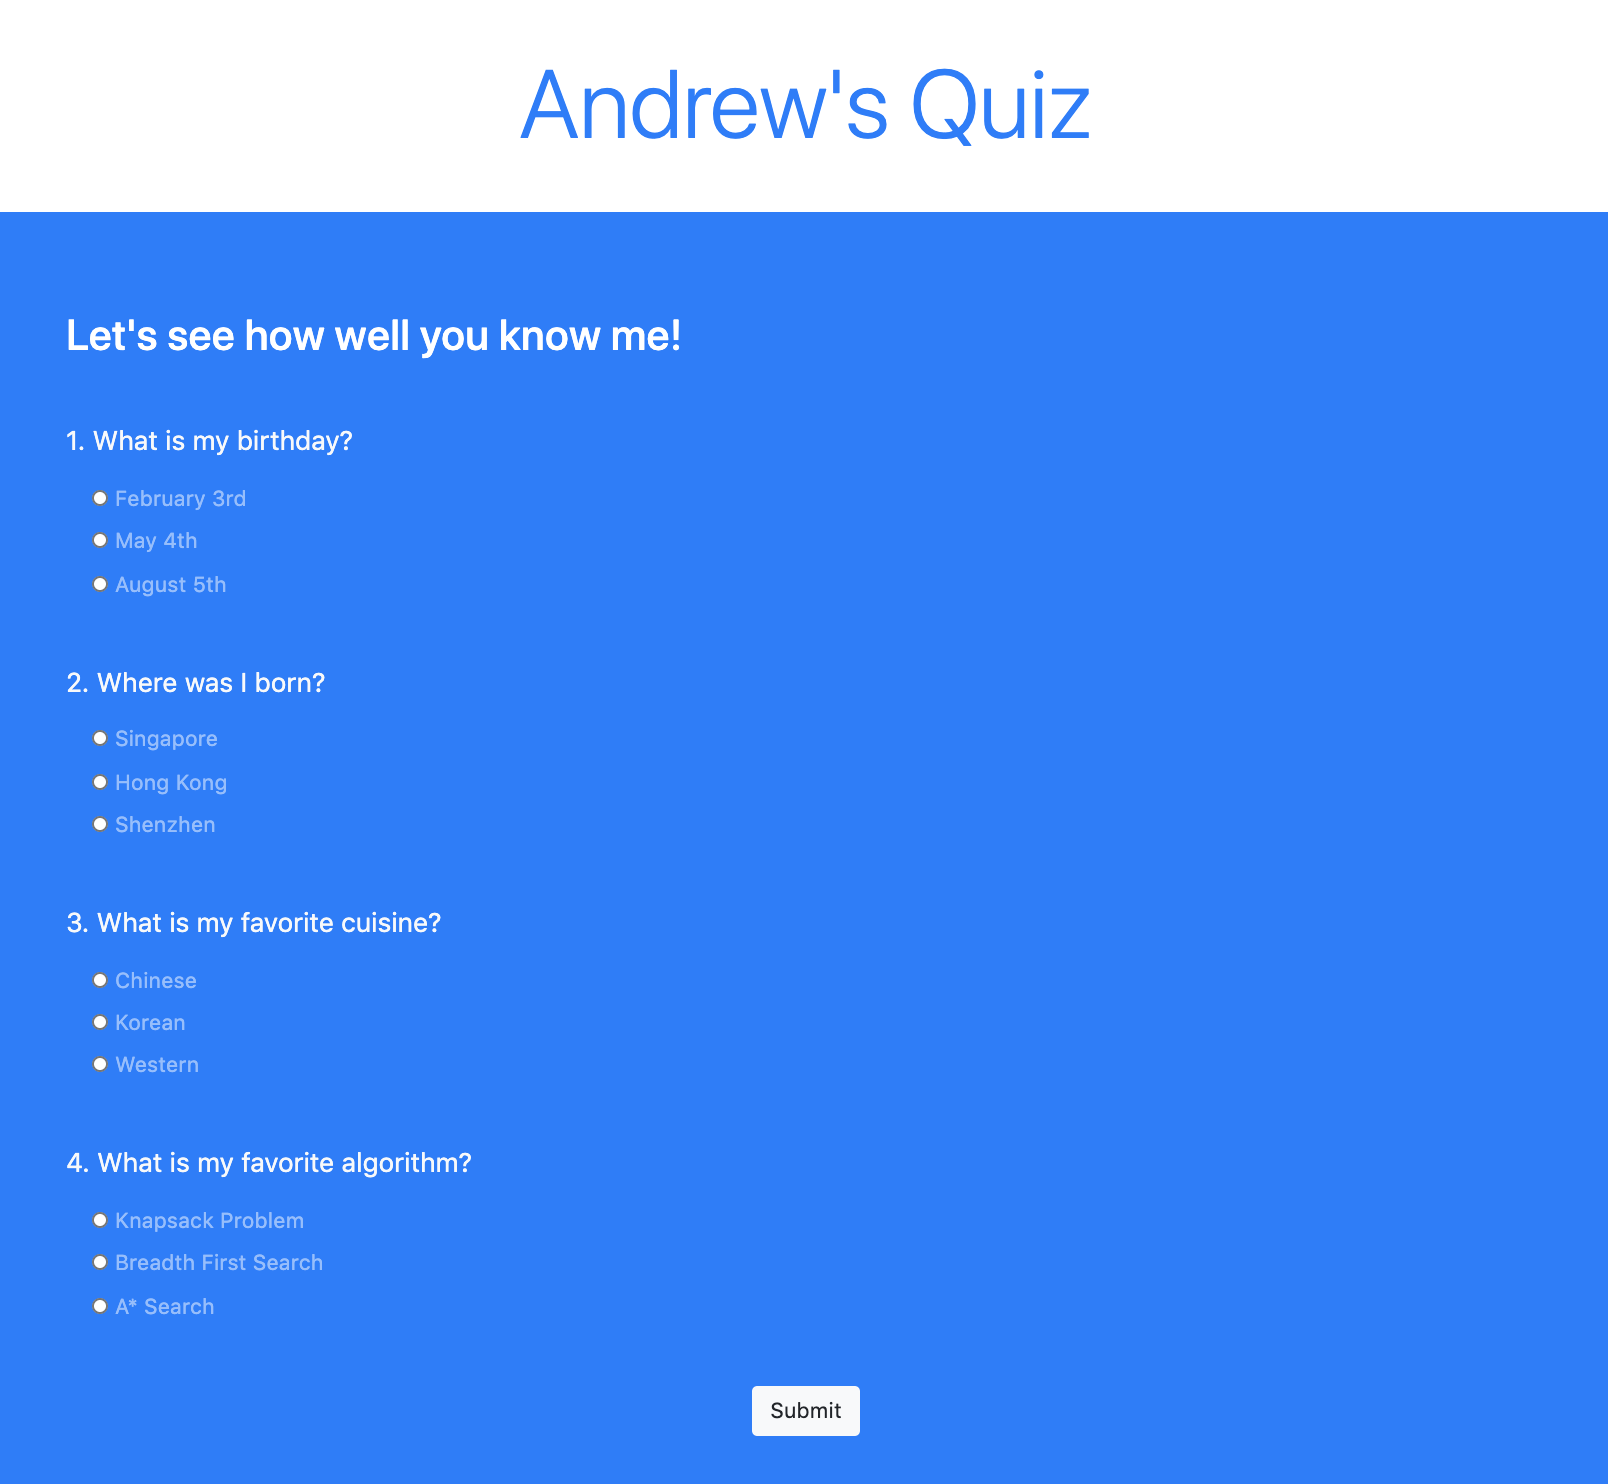 Andrew's Quiz
Let's see how well you know me!
1. What is my birthday?
February 3rd
May 4th
August 5th
2. Where was I born?
Singapore
Hong Kong
Shenzhen
3. What is my favorite cuisine?
Chinese
Korean
Western
4. What is my favorite algorithm?
Knapsack Problem
Breadth First Search
A* Search
Submit